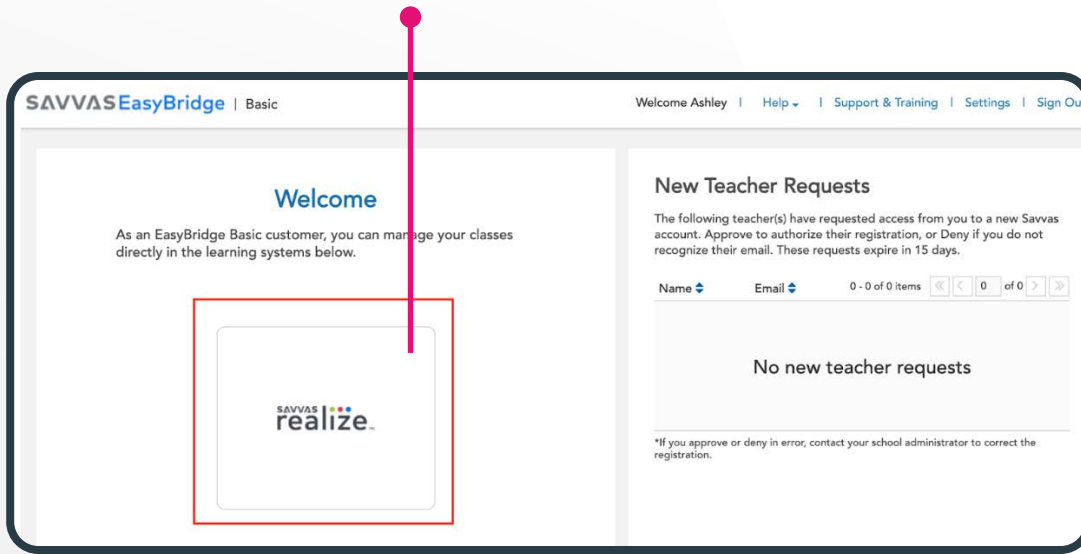 SAVVAS EasyBridge | Basic
Welcome Ashley | Help | Support & Training | Settings | Sign Ou
Welcome
As an EasyBridge Basic customer, you can manage your classes
directly in the learning systems below.
SAVVAS
realize™
New Teacher Requests
The following teacher(s) have requested access from you to a new Savvas
account. Approve to authorize their registration, or Deny if you do not
recognize their email. These requests expire in 15 days.
Name Email 0 - 0 of 0 items 0 of 0
No new teacher requests
*If you approve or deny in error, contact your school administrator to correct the
registration.